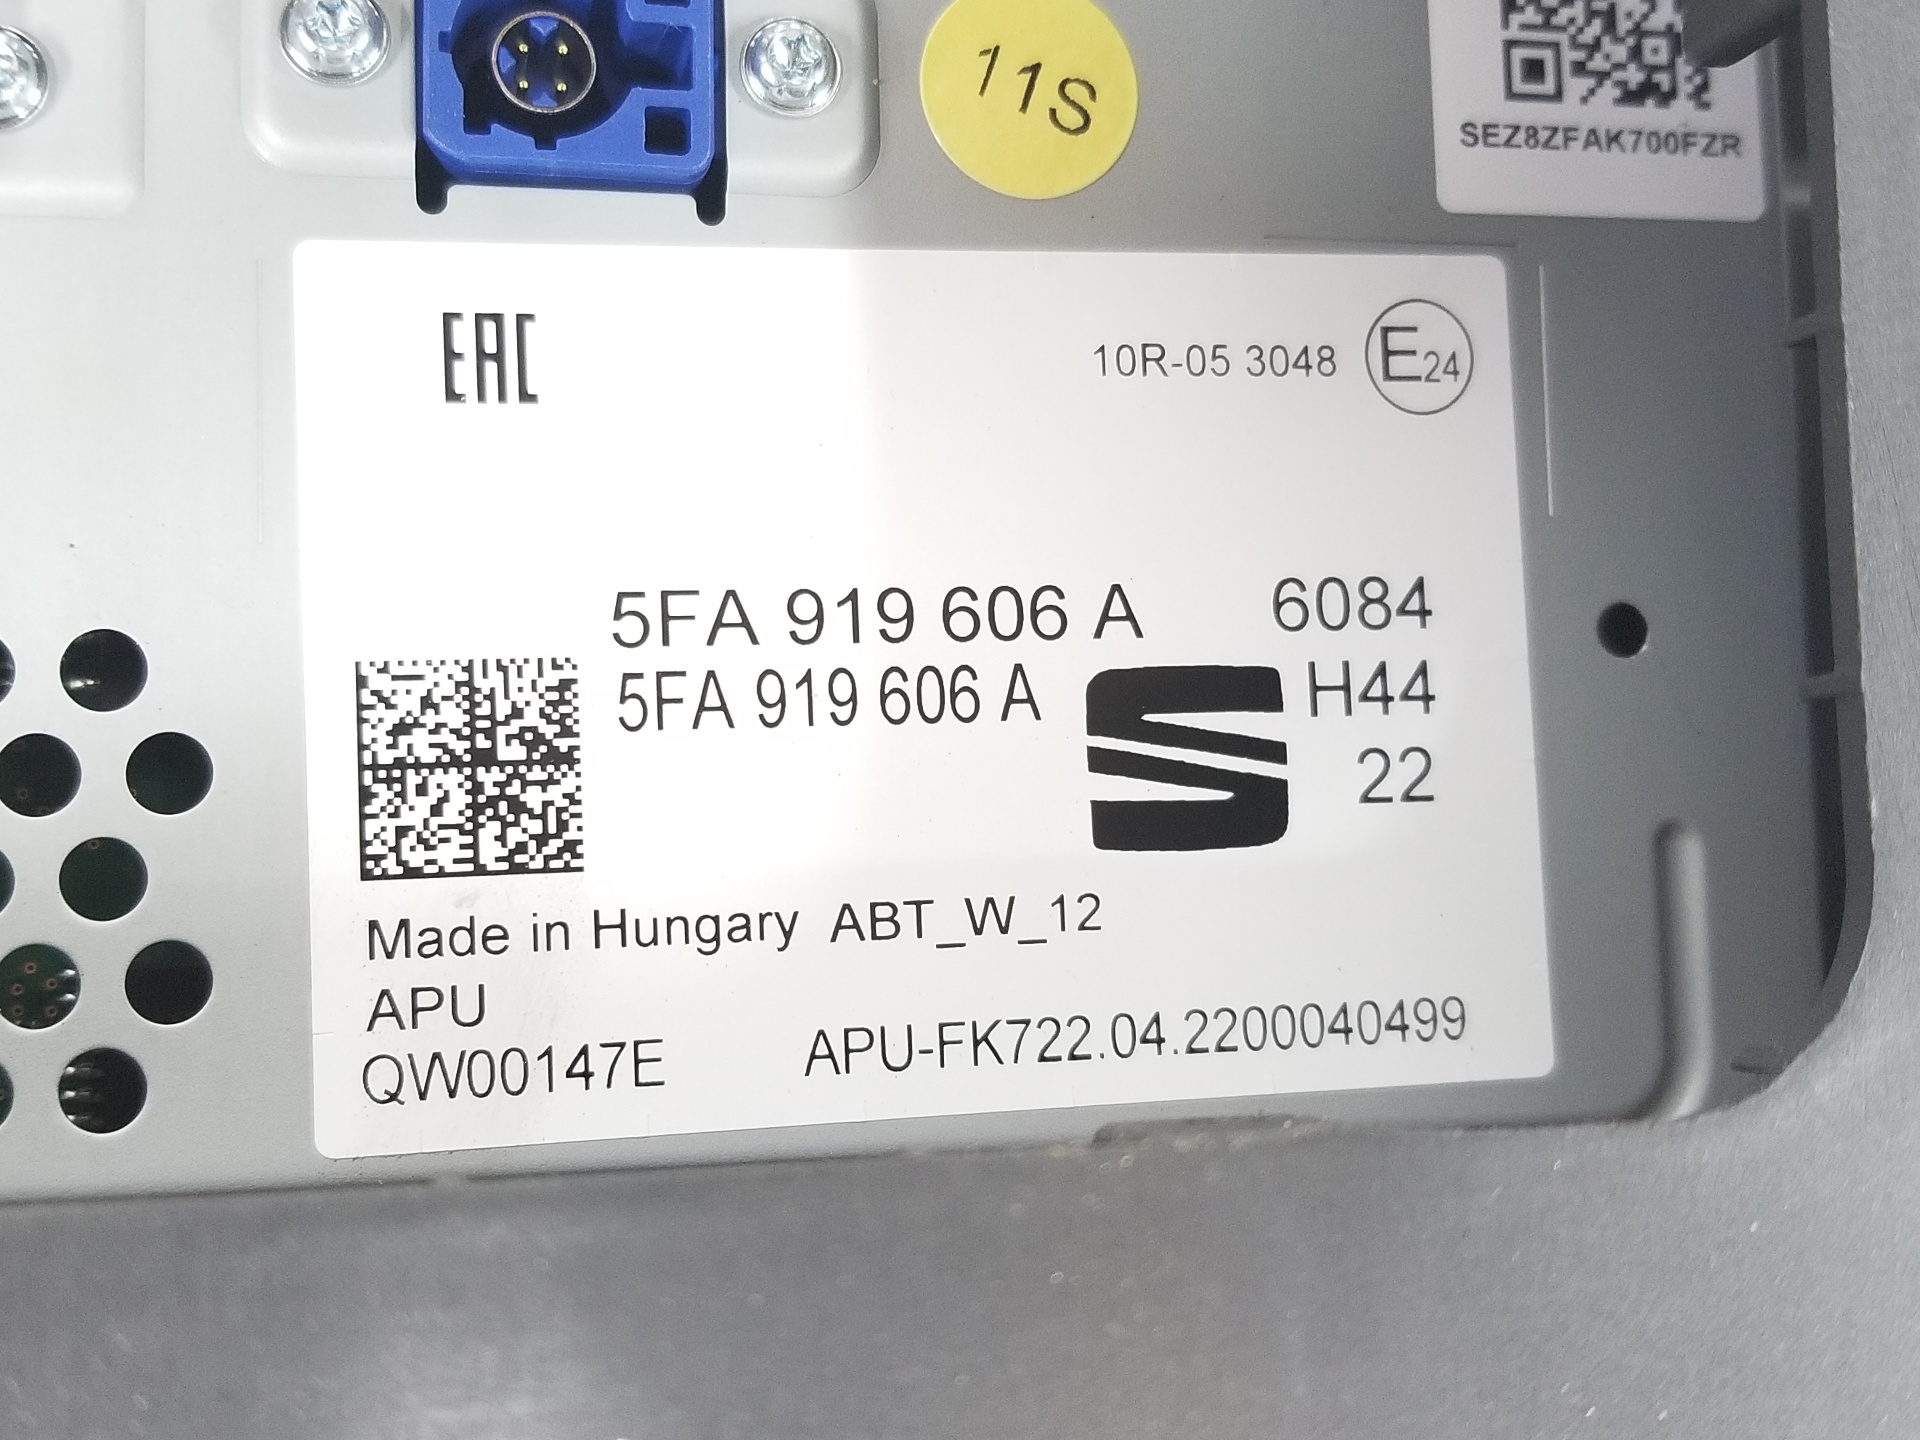 11S
SEZ8ZFAK700FZR
EAC
10R-05 3048 E24
5FA 919 606 A 6084
5FA 919 606 A H44
22
Made in Hungary ABT_W_12
APU
QW00147E APU-FK722.04.2200040499